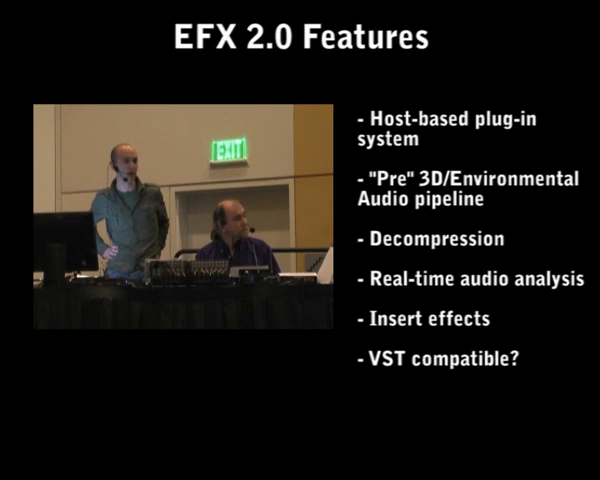 EFX 2.0 Features
EXIT
- Host-based plug-in
system
- "Pre" 3D/Environmental
Audio pipeline
- Decompression
- Real-time audio analysis
- Insert effects
- VST compatible?